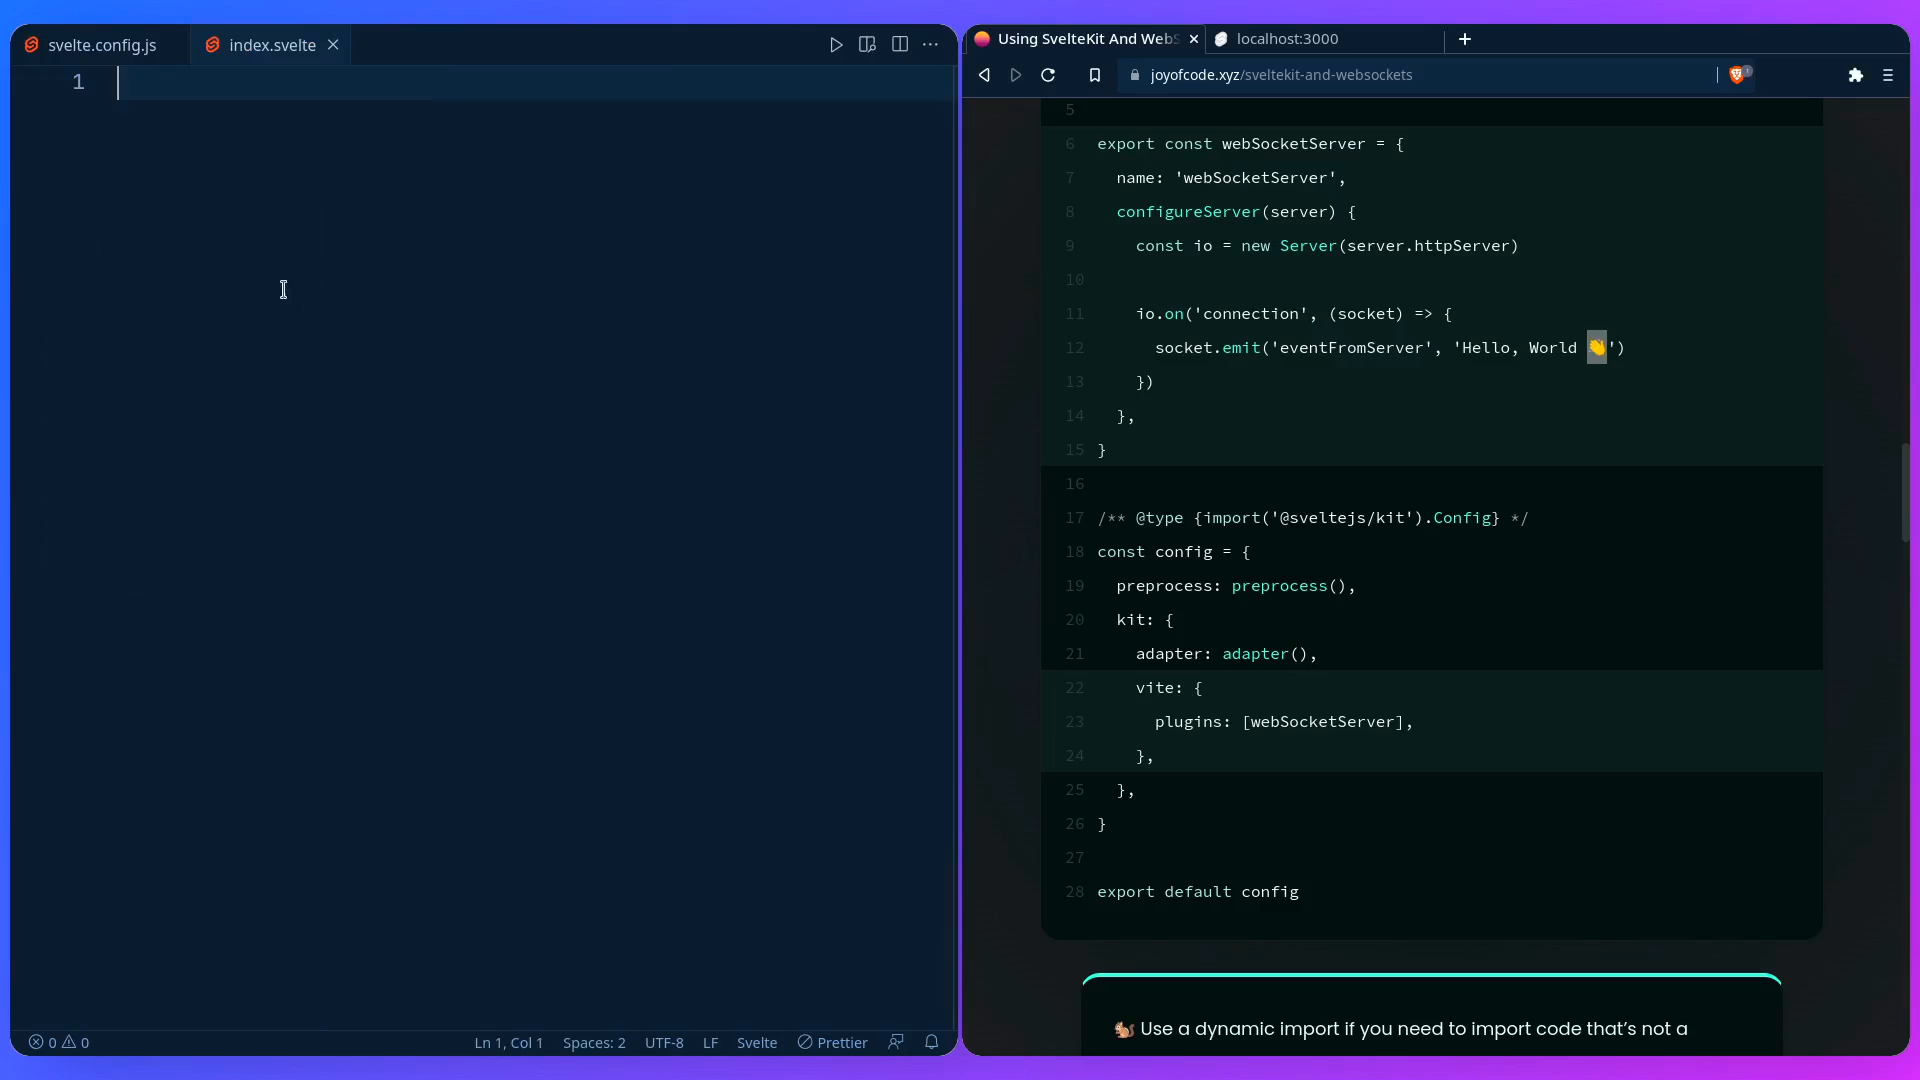 svelte.config.js
index.svelte
1
Ln 1, Col 1
Spaces: 2
UTF-8
LF
Svelte
Prettier
0
0
Using SvelteKit And WebS
localhost:3000
joyofcode.xyz/sveltekit-and-websockets
5
6 export const webSocketServer = {
7 name: 'webSocketServer',
8 configureServer(server) {
9 const io = new Server(server.httpServer)
10
11 io.on('connection', (socket) => {
12 socket.emit('eventFromServer', 'Hello, World 👋')
13 })
14 },
15 }
16
17 /** @type {import('@sveltejs/kit').Config} */
18 const config = {
19 preprocess: preprocess(),
20 kit: {
21 adapter: adapter(),
22 vite: {
23 plugins: [webSocketServer],
24 },
25 },
26 }
27
28 export default config
🐿️ Use a dynamic import if you need to import code that’s not a